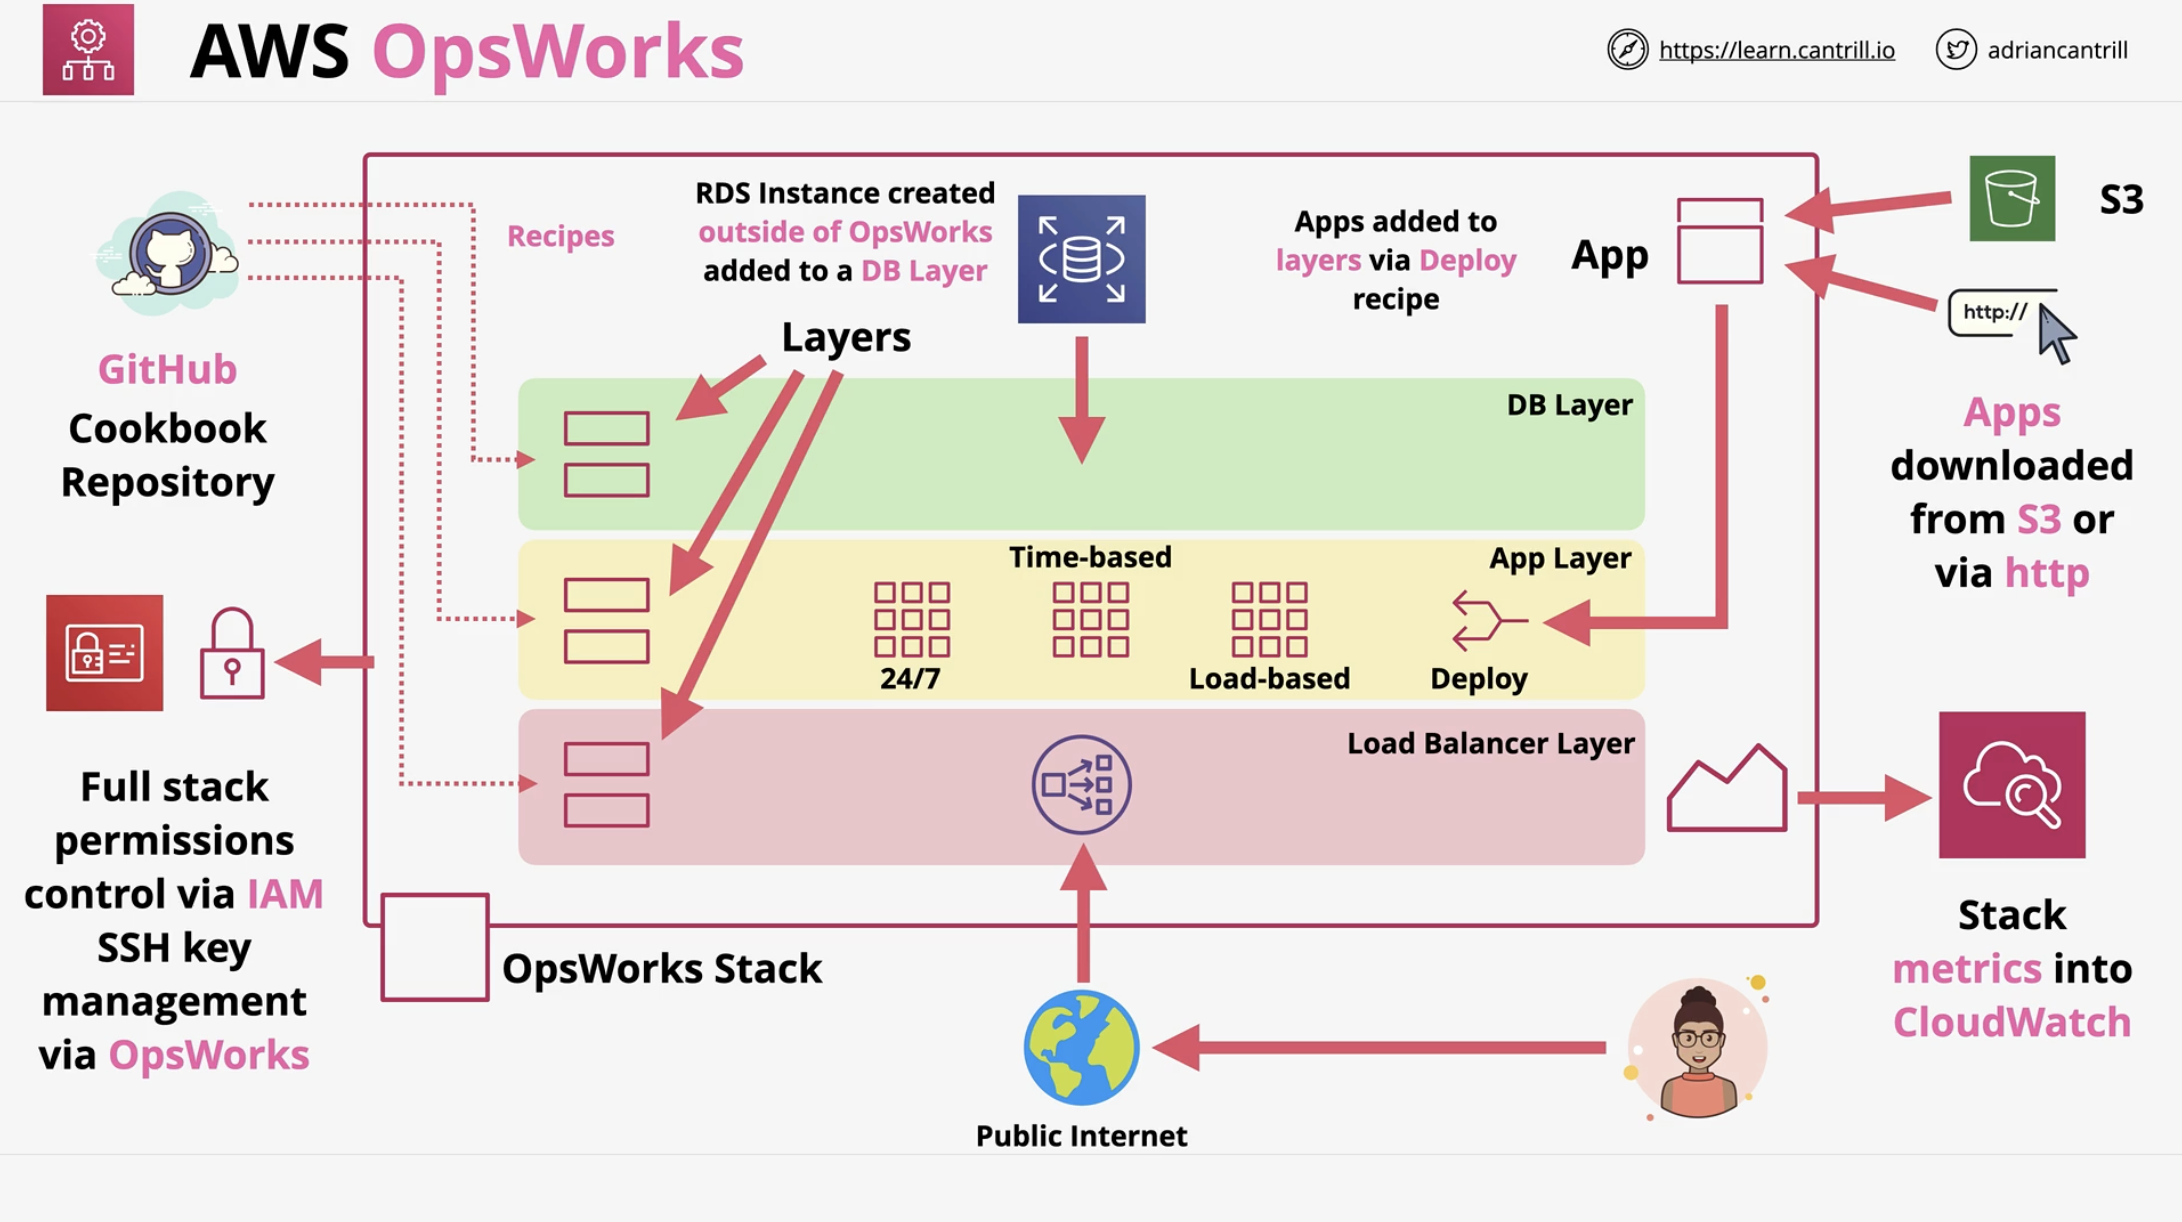 AWS OpsWorks
https://learn.cantrill.io
adriancantrill
GitHub
Cookbook
Repository
Recipes
RDS Instance created
outside of OpsWorks
added to a DB Layer
Layers
Apps added to
layers via Deploy
recipe
App
S3
http://
Apps
downloaded
from S3 or
via http
DB Layer
App Layer
Time-based
24/7
Load-based
Deploy
Load Balancer Layer
Full stack
permissions
control via IAM
SSH key
management
via OpsWorks
OpsWorks Stack
Stack
metrics into
CloudWatch
Public Internet